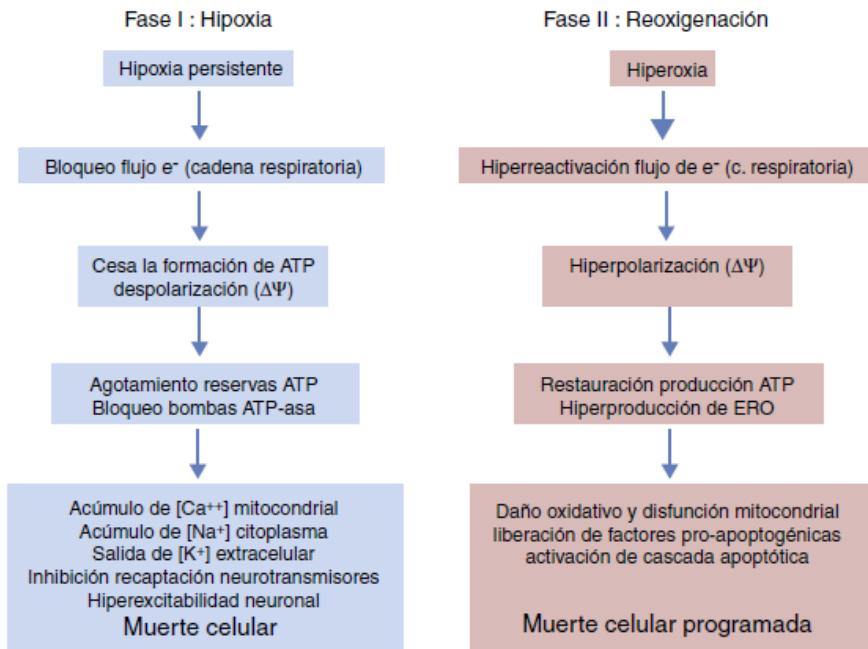 Fase I : Hipoxia
Hipoxia persistente
Bloqueo flujo e⁻ (cadena respiratoria)
Cesa la formación de ATP
despolarización (ΔΨ)
Agotamiento reservas ATP
Bloqueo bombas ATP-asa
Acúmulo de [Ca⁺⁺] mitocondrial
Acúmulo de [Na⁺] citoplasma
Salida de [K⁺] extracelular
Inhibición recaptación neurotransmisores
Hiperexcitabilidad neuronal
Muerte celular
Fase II : Reoxigenación
Hiperoxia
Hiperreactivación flujo de e⁻ (c. respiratoria)
Hiperpolarización (ΔΨ)
Restauración producción ATP
Hiperproducción de ERO
Daño oxidativo y disfunción mitocondrial
liberación de factores pro-apoptogénicas
activación de cascada apoptótica
Muerte celular programada